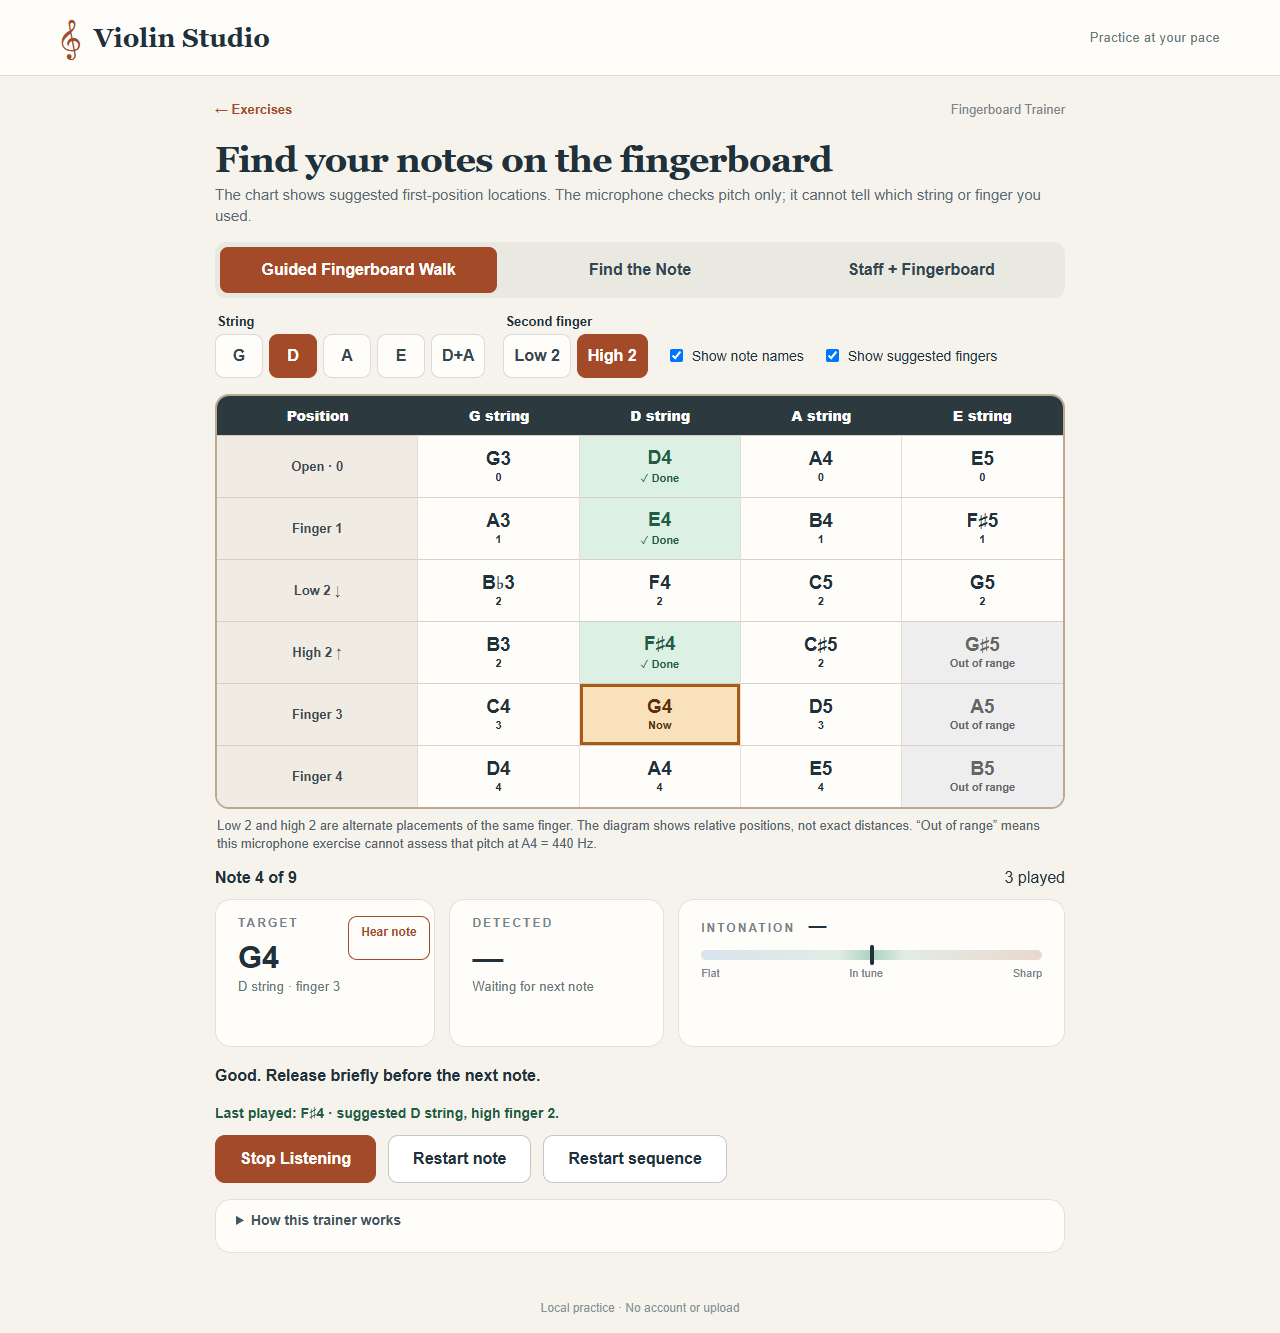 Violin Studio
Practice at your pace
← Exercises
Fingerboard Trainer
Find your notes on the fingerboard
The chart shows suggested first-position locations. The microphone checks pitch only; it cannot tell which string or finger you
used.
Guided Fingerboard Walk
Find the Note
Staff + Fingerboard
String
Second finger
G D A E D+A
Low 2 High 2
Show note names
Show suggested fingers
Position G string D string A string E string
Open · 0
G3
0
D4
✓ Done
A4
0
E5
0
Finger 1
A3
1
E4
✓ Done
B4
1
F♯5
1
Low 2 ↓
B♭3
2
F4
2
C5
2
G5
2
High 2 ↑
B3
2
F♯4
✓ Done
C♯5
2
G♯5
Out of range
Finger 3
C4
3
G4
Now
D5
3
A5
Out of range
Finger 4
D4
4
A4
4
E5
4
B5
Out of range
Low 2 and high 2 are alternate placements of the same finger. The diagram shows relative positions, not exact distances. “Out of range” means
this microphone exercise cannot assess that pitch at A4 = 440 Hz.
Note 4 of 9
3 played
TARGET
G4
D string · finger 3
Hear note
DETECTED
—
Waiting for next note
INTONATION —
Flat In tune Sharp
Good. Release briefly before the next note.
Last played: F♯4 · suggested D string, high finger 2.
Stop Listening
Restart note
Restart sequence
▶ How this trainer works
Local practice · No account or upload